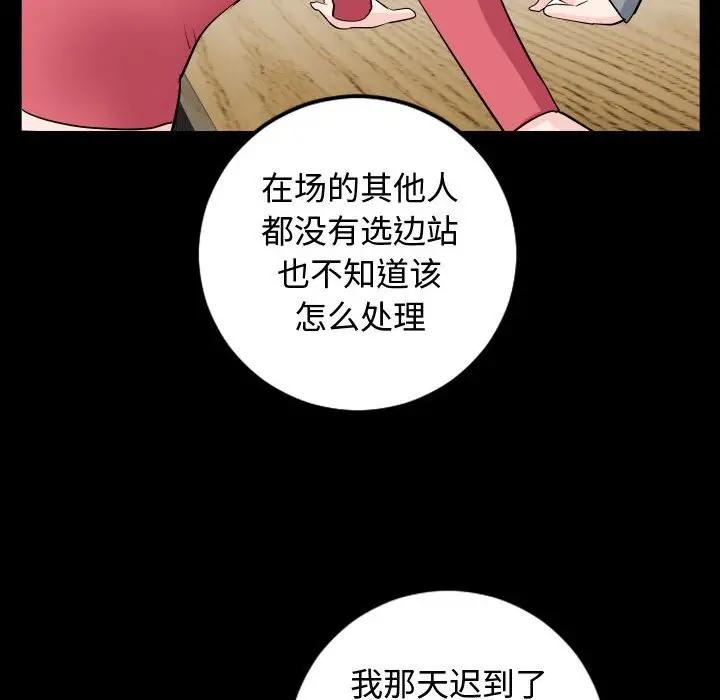 在场的其他人
都没有选边站
也不知道该
怎么处理
我那天迟到了